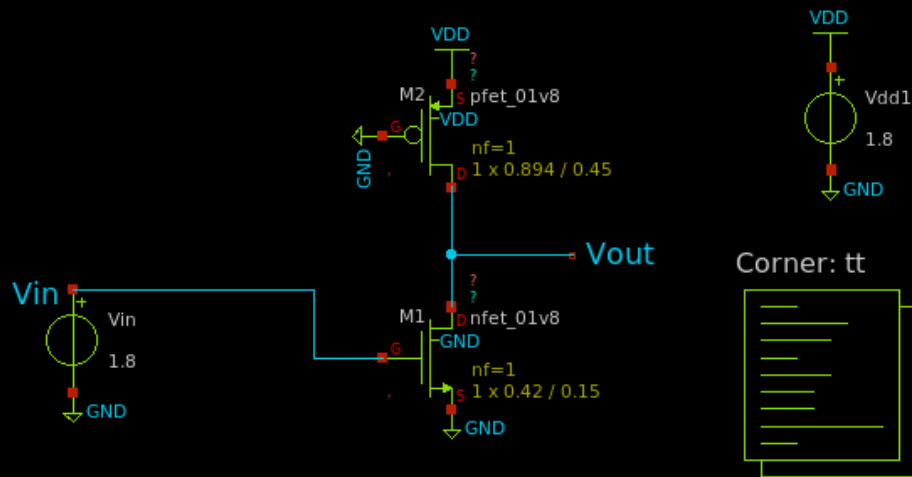 VDD
?
?
M2
S
pfet_01v8
VDD
G
GND
nf=1
D
1 x 0.894 / 0.45
VDD
+
Vdd1
1.8
GND
Vout
Corner: tt
Vin
+
Vin
1.8
GND
?
?
M1
D
nfet_01v8
GND
G
nf=1
S
1 x 0.42 / 0.15
GND